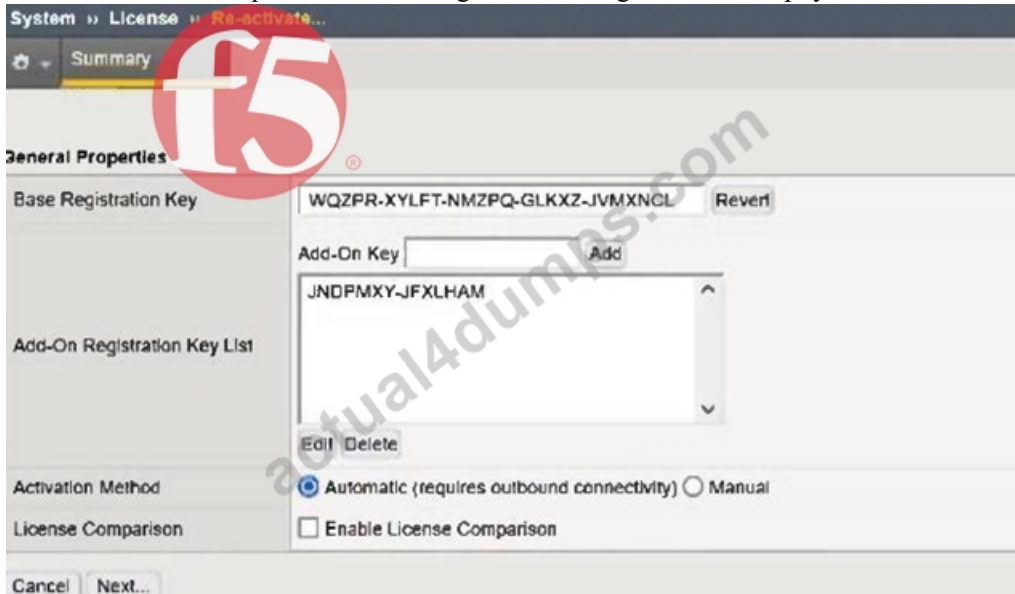 System » License » Re-activate...
Summary
f5
®
General Properties
Base Registration Key
WQZPR-XYLFT-NMZPQ-GLKXZ-JVMXNCL Revert
Add-On Key Add
JNDPMXY-JFXLHAM
Add-On Registration Key List
Edit Delete
Activation Method
Automatic (requires outbound connectivity) Manual
License Comparison
Enable License Comparison
Cancel Next...
actual4dumps.com